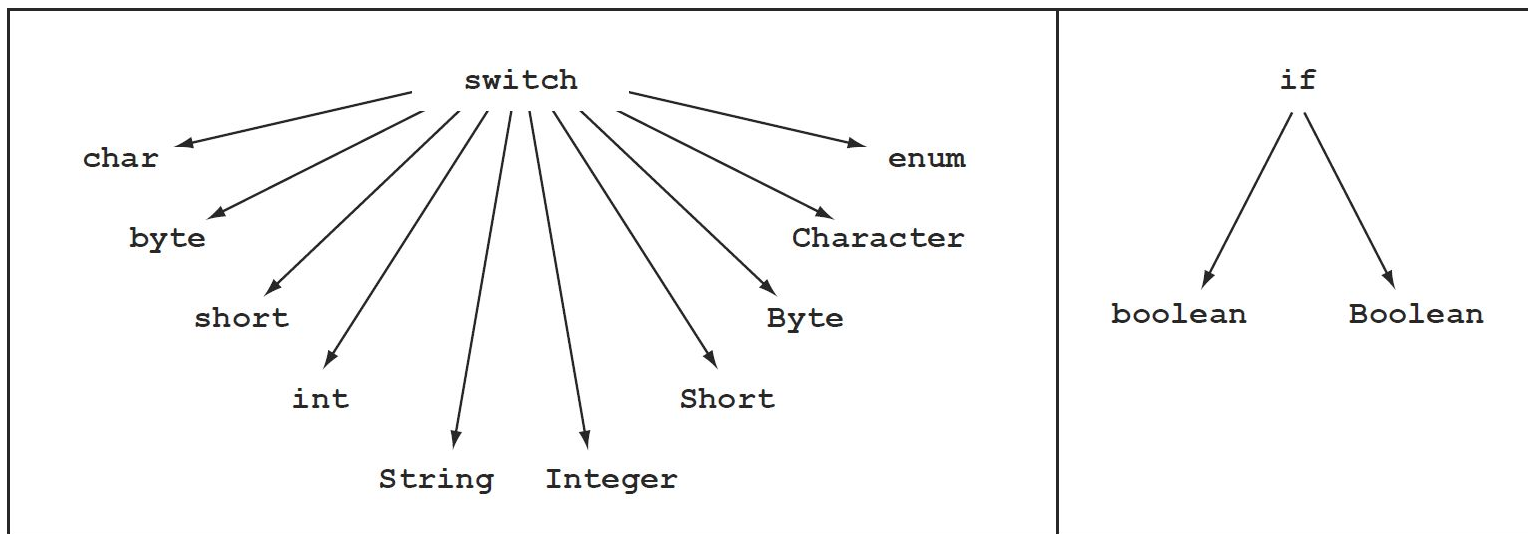 switch
if
char
enum
byte
Character
short
Byte
boolean
Boolean
int
Short
String
Integer